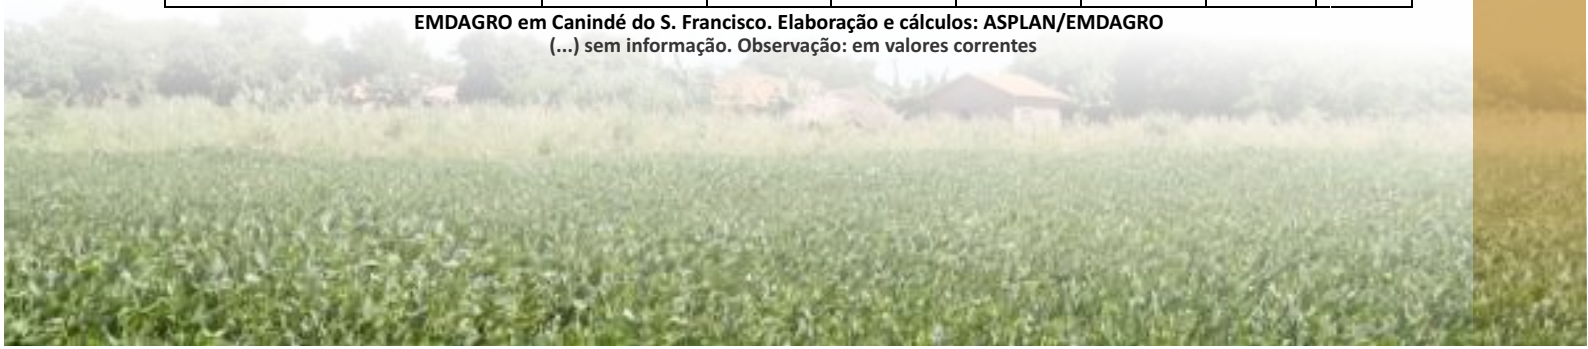 EMDAGRO em Canindé do S. Francisco. Elaboração e cálculos: ASPLAN/EMDAGRO
(...) sem informação. Observação: em valores correntes